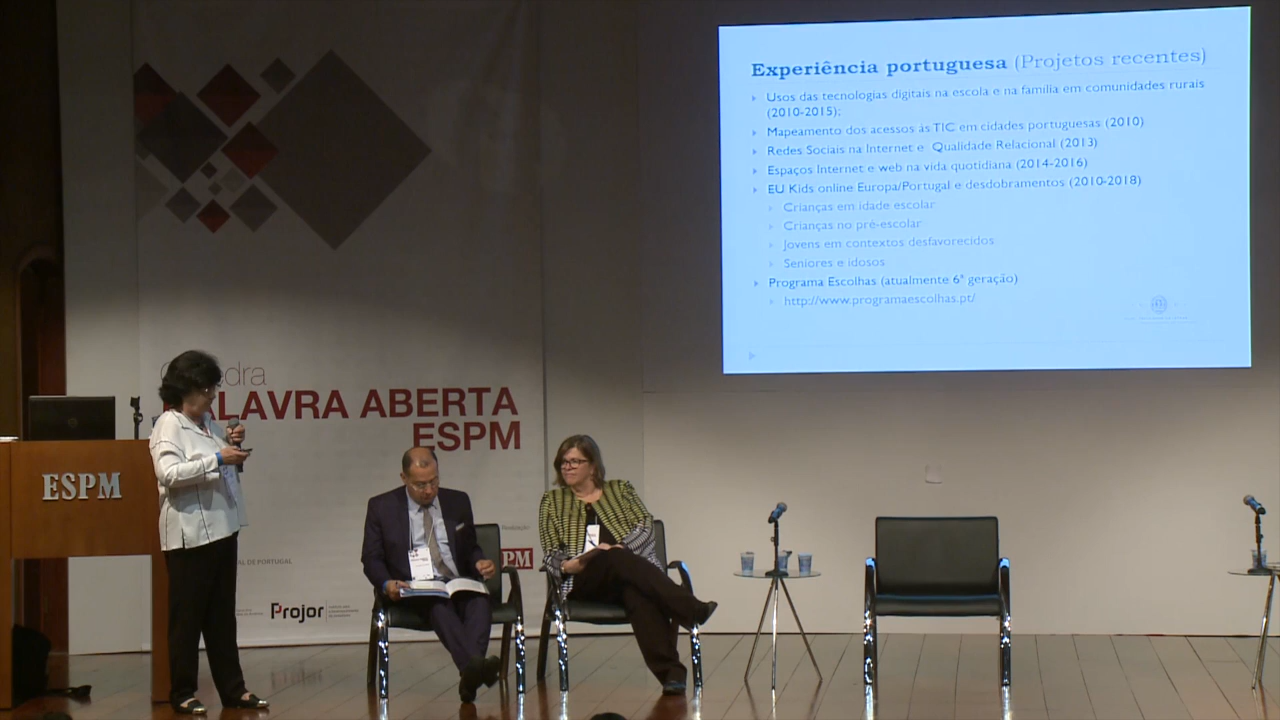 Experiência portuguesa (Projetos recentes)
Usos das tecnologias digitais na escola e na família em comunidades rurais
(2010-2015);
Mapeamento dos acessos às TIC em cidades portuguesas (2010)
Redes Sociais na Internet e Qualidade Relacional (2013)
Espaços Internet e web na vida quotidiana (2014-2016)
EU Kids online Europa/Portugal e desdobramentos (2010-2018)
Crianças em idade escolar
Crianças no pré-escolar
Jovens em contextos desfavorecidos
Seniores e idosos
Programa Escolhas (atualmente 6ª geração)
http://www.programaescolhas.pt/
PALAVRA ABERTA
ESPM
ESPM
DE PORTUGAL
Projor
PM